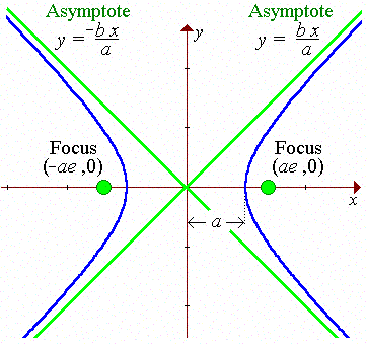 Asymptote
y = -b x / a
Asymptote
y = b x / a
y
Focus
(-ae ,0)
Focus
(ae ,0)
x
a